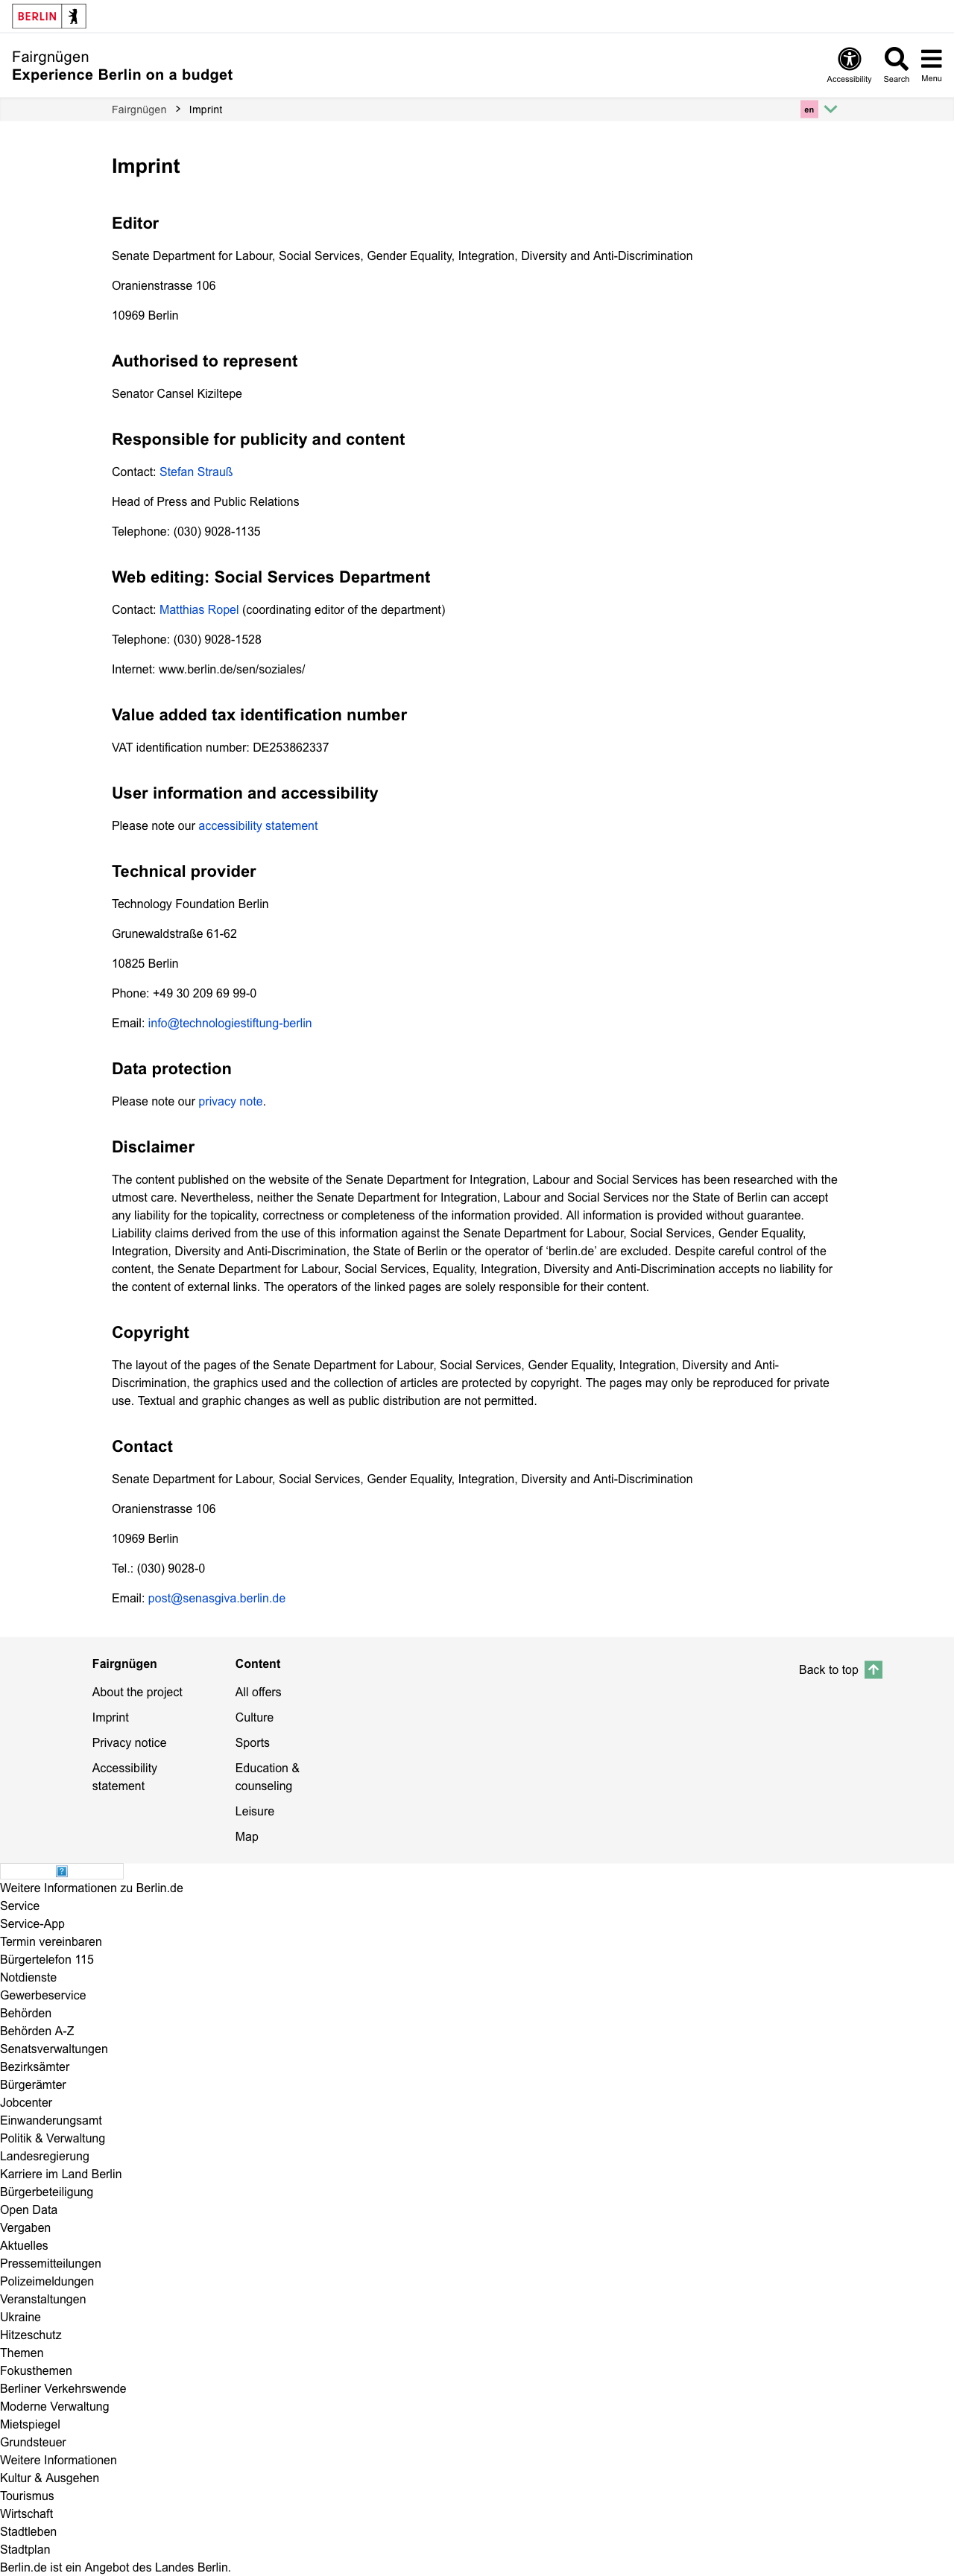 BERLIN
Fairgnügen
Experience Berlin on a budget
Accessibility
Search
Menu
Fairgnügen > Imprint
en
Imprint
Editor
Senate Department for Labour, Social Services, Gender Equality, Integration, Diversity and Anti-Discrimination
Oranienstrasse 106
10969 Berlin
Authorised to represent
Senator Cansel Kiziltepe
Responsible for publicity and content
Contact: Stefan Strauß
Head of Press and Public Relations
Telephone: (030) 9028-1135
Web editing: Social Services Department
Contact: Matthias Ropel (coordinating editor of the department)
Telephone: (030) 9028-1528
Internet: www.berlin.de/sen/soziales/
Value added tax identification number
VAT identification number: DE253862337
User information and accessibility
Please note our accessibility statement
Technical provider
Technology Foundation Berlin
Grunewaldstraße 61-62
10825 Berlin
Phone: +49 30 209 69 99-0
Email: info@technologiestiftung-berlin
Data protection
Please note our privacy note.
Disclaimer
The content published on the website of the Senate Department for Integration, Labour and Social Services has been researched with the
utmost care. Nevertheless, neither the Senate Department for Integration, Labour and Social Services nor the State of Berlin can accept
any liability for the topicality, correctness or completeness of the information provided. All information is provided without guarantee.
Liability claims derived from the use of this information against the Senate Department for Labour, Social Services, Gender Equality,
Integration, Diversity and Anti-Discrimination, the State of Berlin or the operator of ‘berlin.de’ are excluded. Despite careful control of the
content, the Senate Department for Labour, Social Services, Equality, Integration, Diversity and Anti-Discrimination accepts no liability for
the content of external links. The operators of the linked pages are solely responsible for their content.
Copyright
The layout of the pages of the Senate Department for Labour, Social Services, Gender Equality, Integration, Diversity and Anti-
Discrimination, the graphics used and the collection of articles are protected by copyright. The pages may only be reproduced for private
use. Textual and graphic changes as well as public distribution are not permitted.
Contact
Senate Department for Labour, Social Services, Gender Equality, Integration, Diversity and Anti-Discrimination
Oranienstrasse 106
10969 Berlin
Tel.: (030) 9028-0
Email: post@senasgiva.berlin.de
Fairgnügen
About the project
Imprint
Privacy notice
Accessibility
statement
Content
All offers
Culture
Sports
Education &
counseling
Leisure
Map
Back to top
Weitere Informationen zu Berlin.de
Service
Service-App
Termin vereinbaren
Bürgertelefon 115
Notdienste
Gewerbeservice
Behörden
Behörden A-Z
Senatsverwaltungen
Bezirksämter
Bürgerämter
Jobcenter
Einwanderungsamt
Politik & Verwaltung
Landesregierung
Karriere im Land Berlin
Bürgerbeteiligung
Open Data
Vergaben
Aktuelles
Pressemitteilungen
Polizeimeldungen
Veranstaltungen
Ukraine
Hitzeschutz
Themen
Fokusthemen
Berliner Verkehrswende
Moderne Verwaltung
Mietspiegel
Grundsteuer
Weitere Informationen
Kultur & Ausgehen
Tourismus
Wirtschaft
Stadtleben
Stadtplan
Berlin.de ist ein Angebot des Landes Berlin.